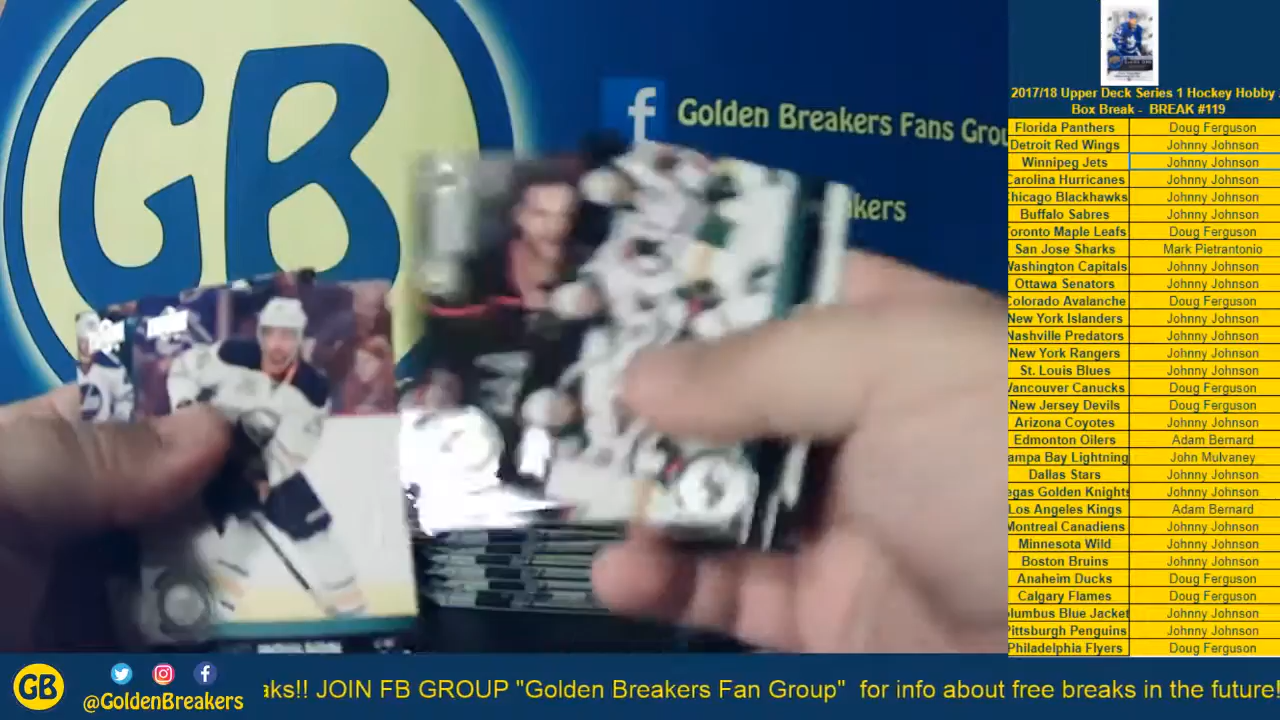 GB
f Golden Breakers Fans Grou
akers
2017/18 Upper Deck Series 1 Hockey Hobby
Box Break - BREAK #119
Florida Panthers Doug Ferguson
Detroit Red Wings Johnny Johnson
Winnipeg Jets Johnny Johnson
Carolina Hurricanes Johnny Johnson
Chicago Blackhawks Johnny Johnson
Buffalo Sabres Johnny Johnson
Toronto Maple Leafs Doug Ferguson
San Jose Sharks Mark Pietrantonio
Washington Capitals Johnny Johnson
Ottawa Senators Johnny Johnson
Colorado Avalanche Doug Ferguson
New York Islanders Johnny Johnson
Nashville Predators Johnny Johnson
New York Rangers Johnny Johnson
St. Louis Blues Johnny Johnson
Vancouver Canucks Doug Ferguson
New Jersey Devils Doug Ferguson
Arizona Coyotes Johnny Johnson
Edmonton Oilers Adam Bernard
ampa Bay Lightning John Mulvaney
Dallas Stars Johnny Johnson
egas Golden Knights Johnny Johnson
Los Angeles Kings Adam Bernard
Montreal Canadiens Johnny Johnson
Minnesota Wild Johnny Johnson
Boston Bruins Johnny Johnson
Anaheim Ducks Doug Ferguson
Calgary Flames Doug Ferguson
olumbus Blue Jacket Johnny Johnson
Pittsburgh Penguins Johnny Johnson
Philadelphia Flyers Doug Ferguson
GB @GoldenBreakers
aks!! JOIN FB GROUP "Golden Breakers Fan Group" for info about free breaks in the future!